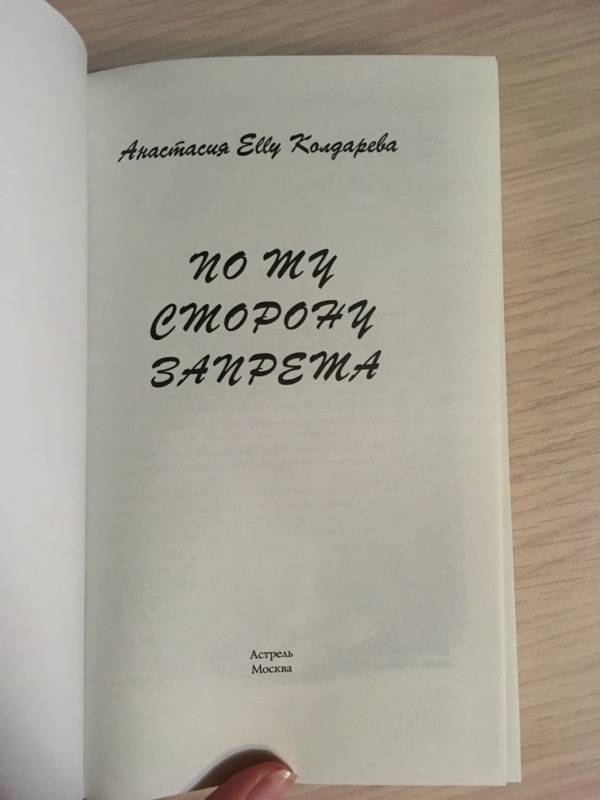 Анастасия Elly Колдарева
ПО ТУ
СТОРОНУ
ЗАПРЕТА
Астрель
Москва